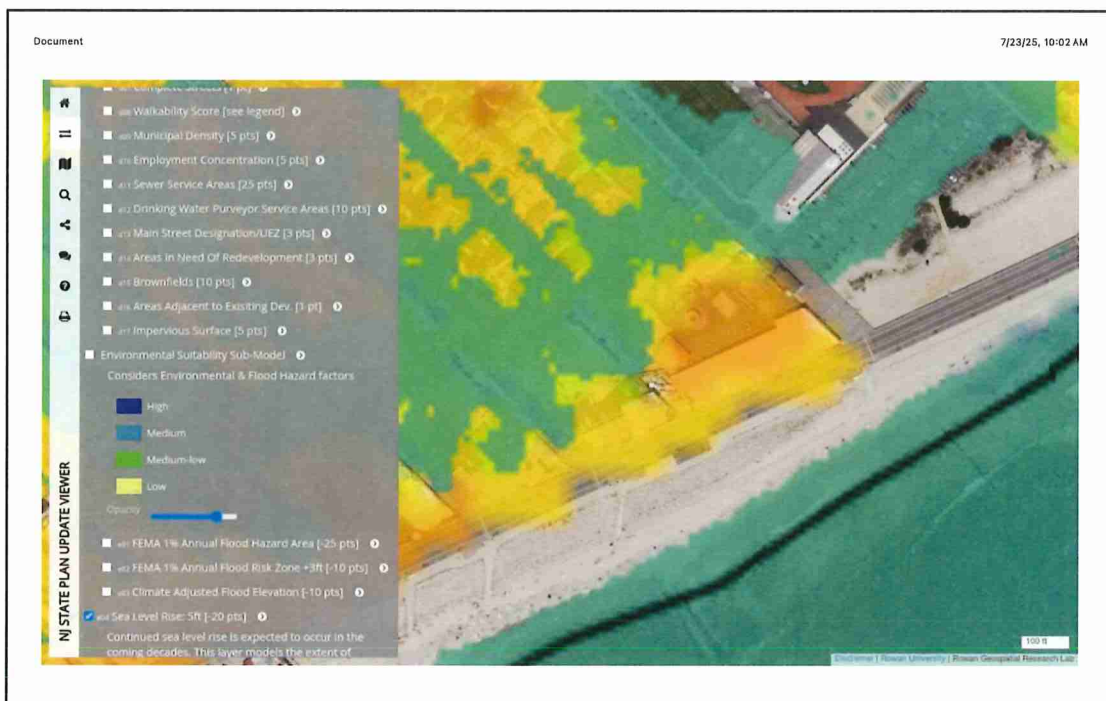 Document
7/23/25, 10:02 AM
Complete Streets [1 pt]
Walkability Score [see legend]
Municipal Density [5 pts]
Employment Concentration [5 pts]
Sewer Service Areas [25 pts]
Drinking Water Purveyor Service Areas [10 pts]
Main Street Designation/UEZ [3 pts]
Areas In Need Of Redevelopment [3 pts]
Brownfields [10 pts]
Areas Adjacent to Exisiting Dev. [1 pt]
Impervious Surface [5 pts]
Environmental Suitability Sub-Model
Considers Environmental & Flood Hazard factors
High
Medium
Medium-low
Low
Opacity
FEMA 1% Annual Flood Hazard Area [-25 pts]
FEMA 1% Annual Flood Risk Zone +3ft [-10 pts]
Climate Adjusted Flood Elevation [-10 pts]
Sea Level Rise: 5ft [-20 pts]
Continued sea level rise is expected to occur in the
coming decades. This layer models the extent of
NJ STATE PLAN UPDATE VIEWER
100 ft
Disclaimer | Rowan University | Rowan Geospatial Research Lab